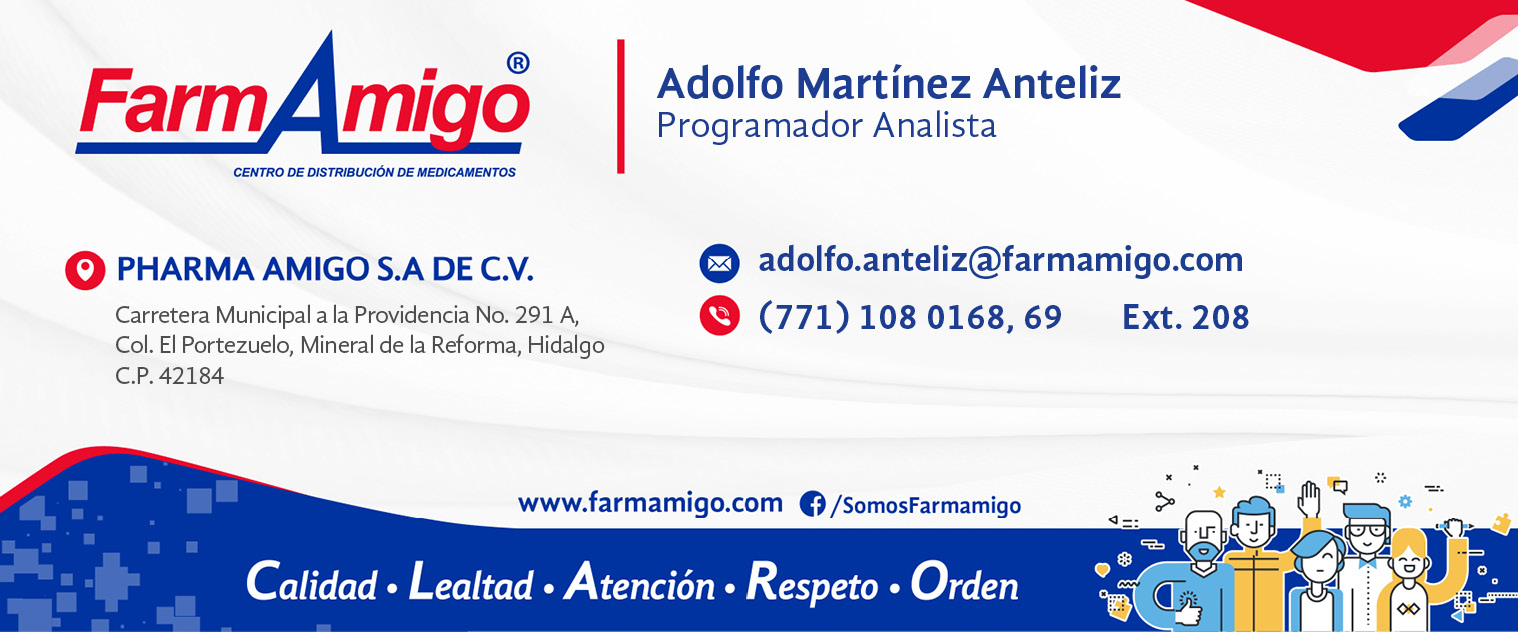 FarmAmigo®
CENTRO DE DISTRIBUCIÓN DE MEDICAMENTOS
Adolfo Martínez Anteliz
Programador Analista
PHARMA AMIGO S.A DE C.V.
Carretera Municipal a la Providencia No. 291 A,
Col. El Portezuelo, Mineral de la Reforma, Hidalgo
C.P. 42184
adolfo.anteliz@farmamigo.com
(771) 108 0168, 69 Ext. 208
www.farmamigo.com /SomosFarmamigo
Calidad • Lealtad • Atención • Respeto • Orden